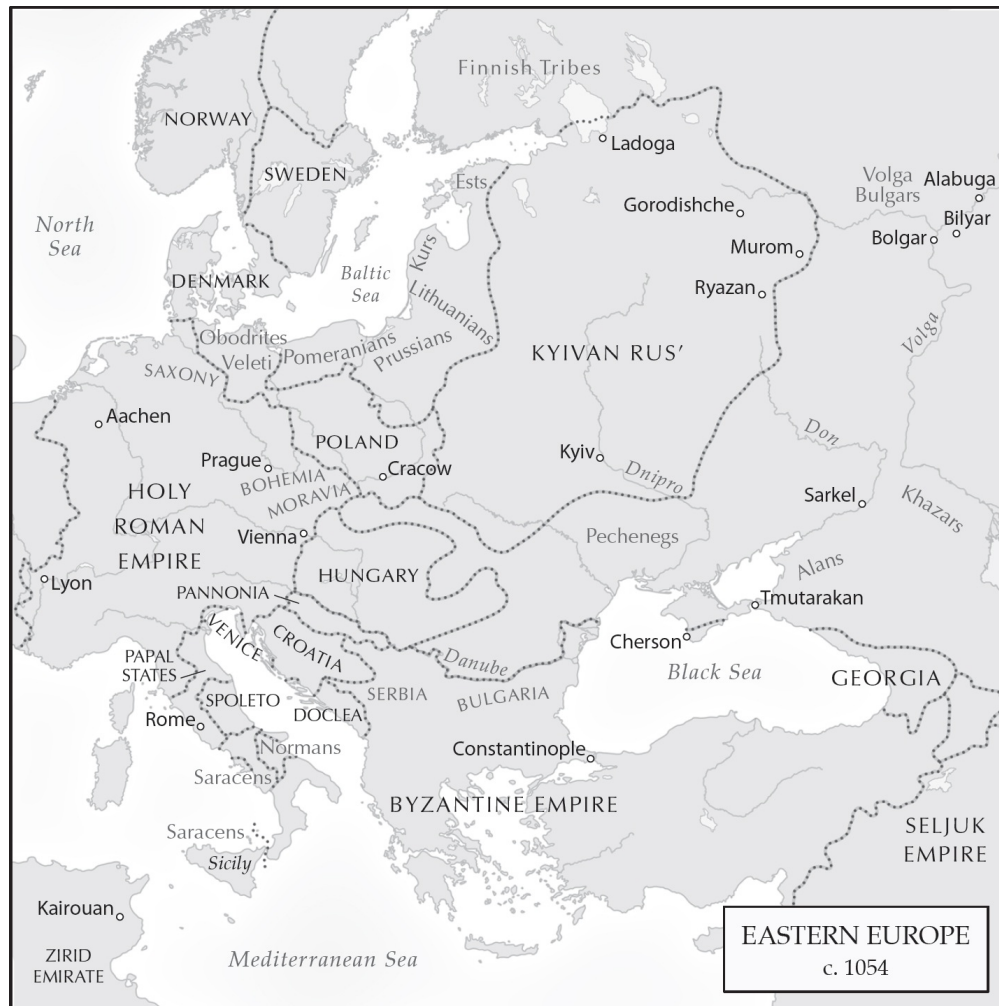 Finnish Tribes
NORWAY
Ladoga
SWEDEN
Ests
Volga
Bulgars
Alabuga
Gorodishche
Bilyar
North
Sea
Bolgar
Murom
Kurs
Baltic
Sea
DENMARK
Ryazan
Lithuanians
Obodrites
Veleti
Pomeranians
Prussians
KYIVAN RUS’
Volga
SAXONY
Aachen
POLAND
Don
Prague
Cracow
Kyiv
BOHEMIA
MORAVIA
Dnipro
HOLY
ROMAN
EMPIRE
Sarkel
Khazars
Vienna
Pechenegs
Lyon
HUNGARY
Alans
PANNONIA
Tmutarakan
VENICE
CROATIA
Cherson
PAPAL
STATES
Danube
Black Sea
GEORGIA
SPOLETO
SERBIA
BULGARIA
Rome
DOCLEA
Normans
Constantinople
Saracens
BYZANTINE EMPIRE
Saracens
SELJUK
EMPIRE
Sicily
Kairouan
ZIRID
EMIRATE
Mediterranean Sea
EASTERN EUROPE
c. 1054